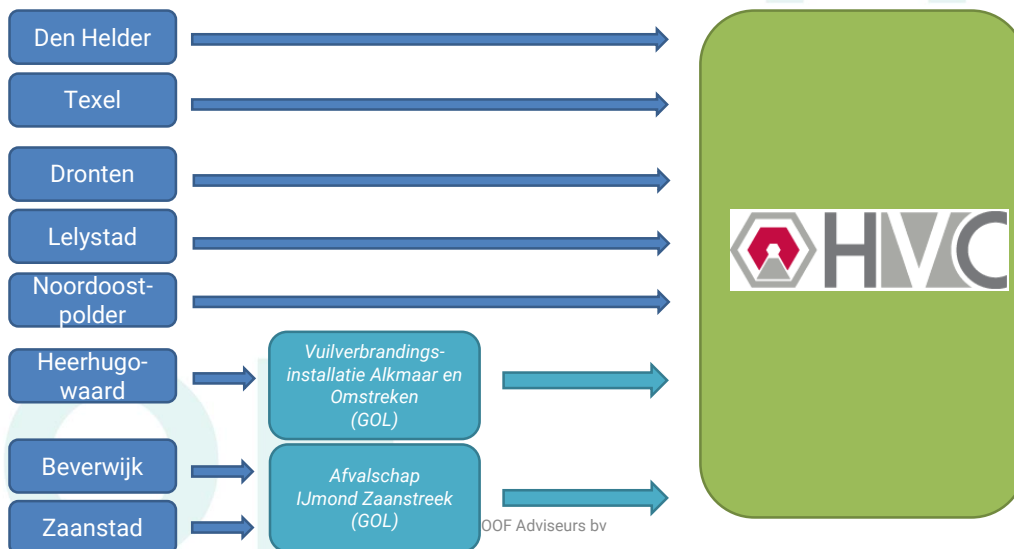 Den Helder
Texel
Dronten
Lelystad
Noordoost-
polder
Heerhugo-
waard
Beverwijk
Zaanstad
Vuilverbrandings-
installatie Alkmaar en
Omstreken
(GOL)
Afvalschap
IJmond Zaanstreek
(GOL)
OOF Adviseurs bv
HVC